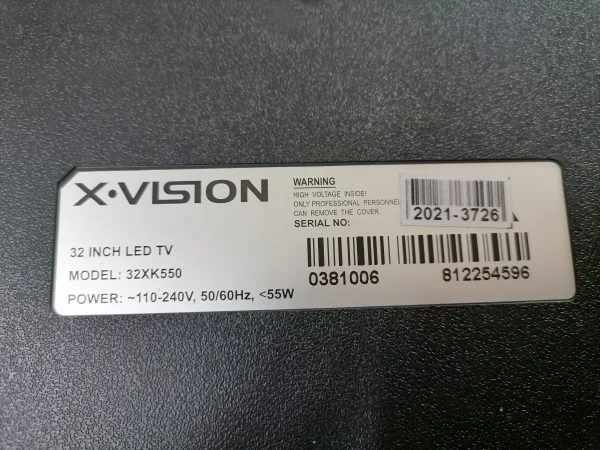 X·VISION
32 INCH LED TV
MODEL: 32XK550
POWER: ~110-240V, 50/60Hz, <55W
WARNING
HIGH VOLTAGE INSIDE!
ONLY PROFESSIONAL PERSONNEL
CAN REMOVE THE COVER.
SERIAL NO:
2021-3726
0381006 812254596